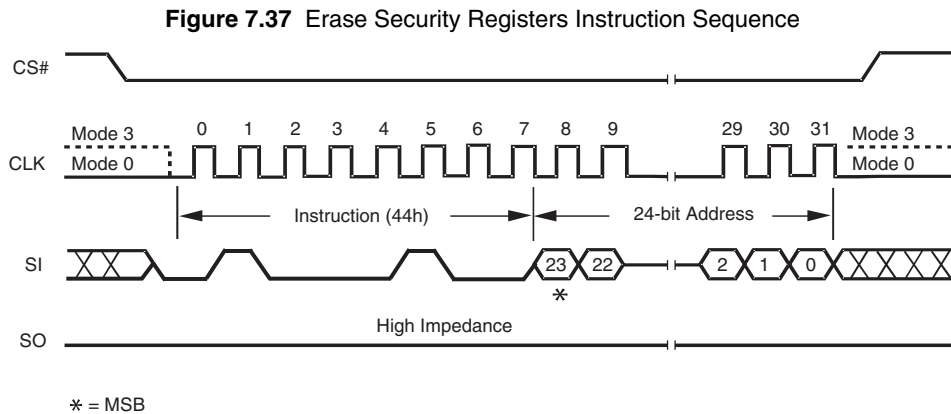 Figure 7.37 Erase Security Registers Instruction Sequence
CS#
Mode 3
0 1 2 3 4 5 6 7 8 9 29 30 31
Mode 3
CLK
Mode 0
Mode 0
Instruction (44h)
24-bit Address
SI
23 22 2 1 0
*
High Impedance
SO
* = MSB